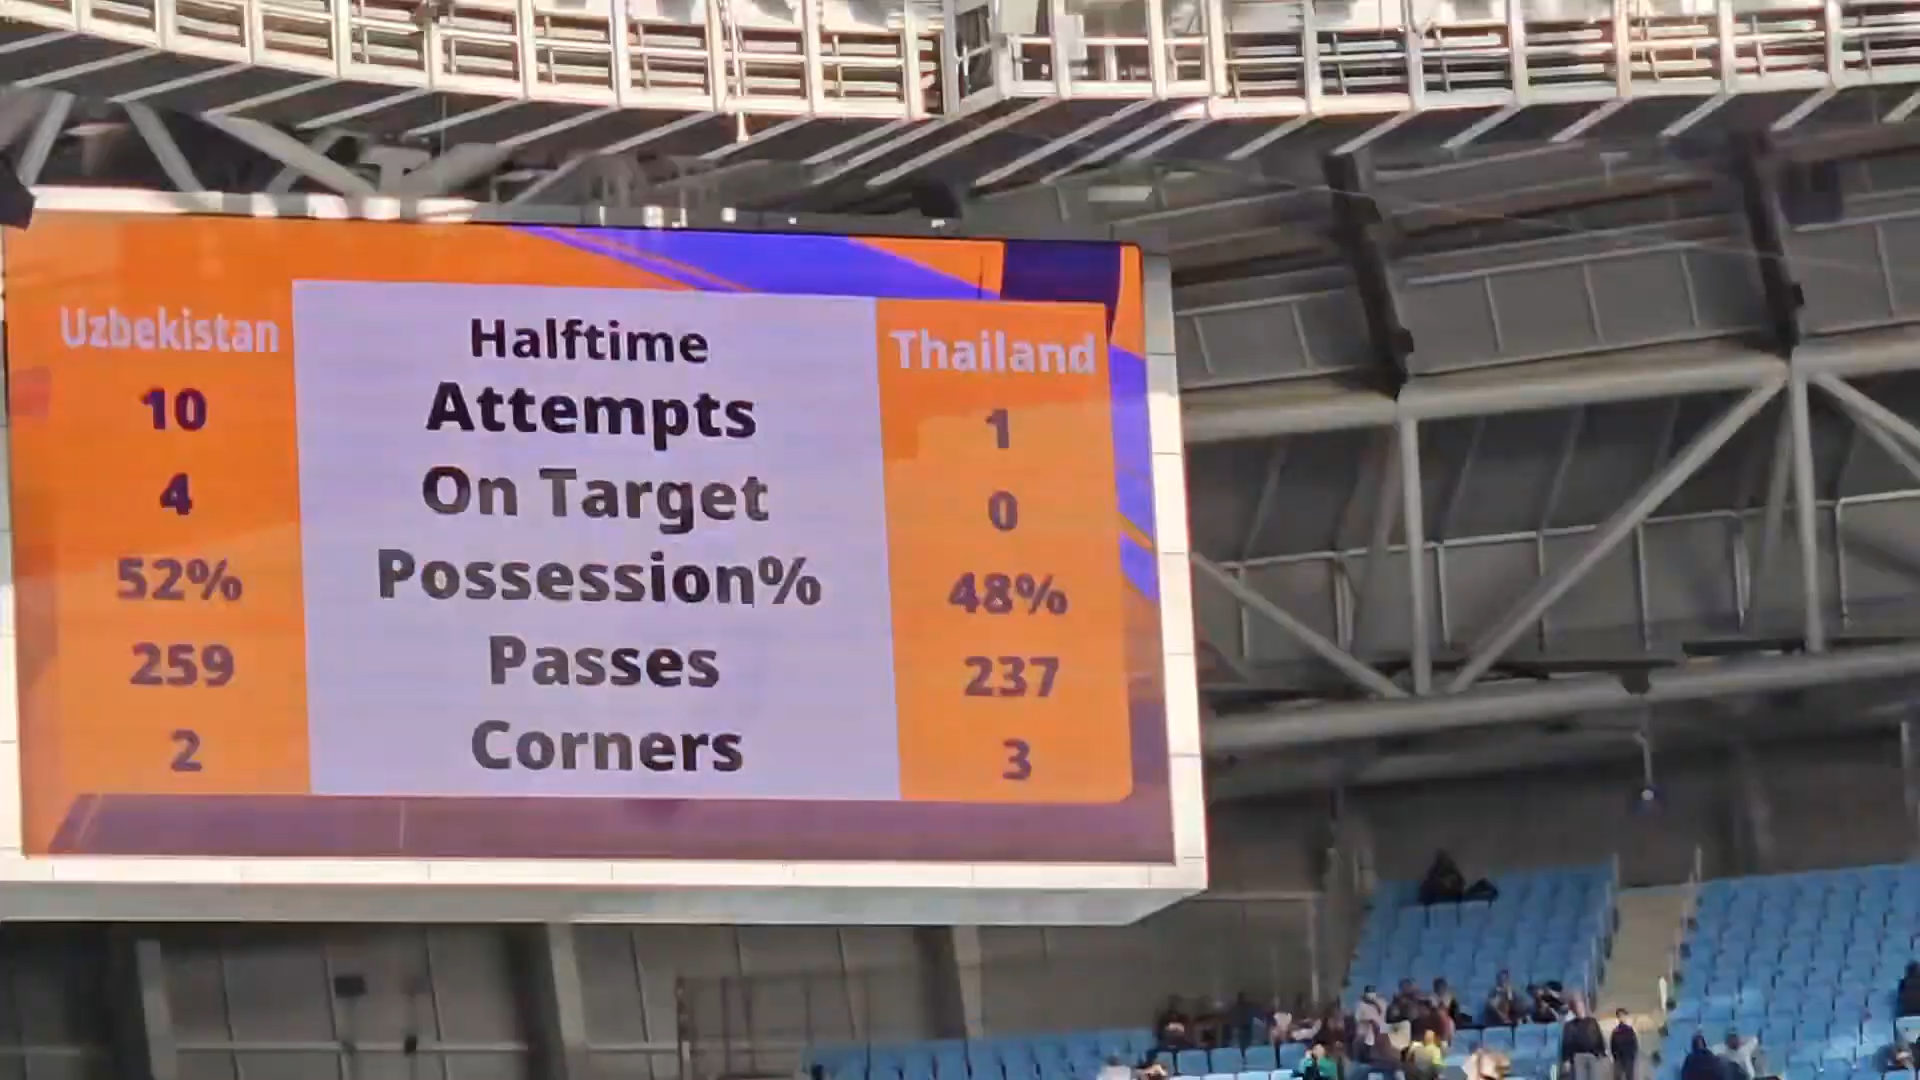 Uzbekistan Halftime Thailand
10 Attempts 1
4 On Target 0
52% Possession% 48%
259 Passes 237
2 Corners 3